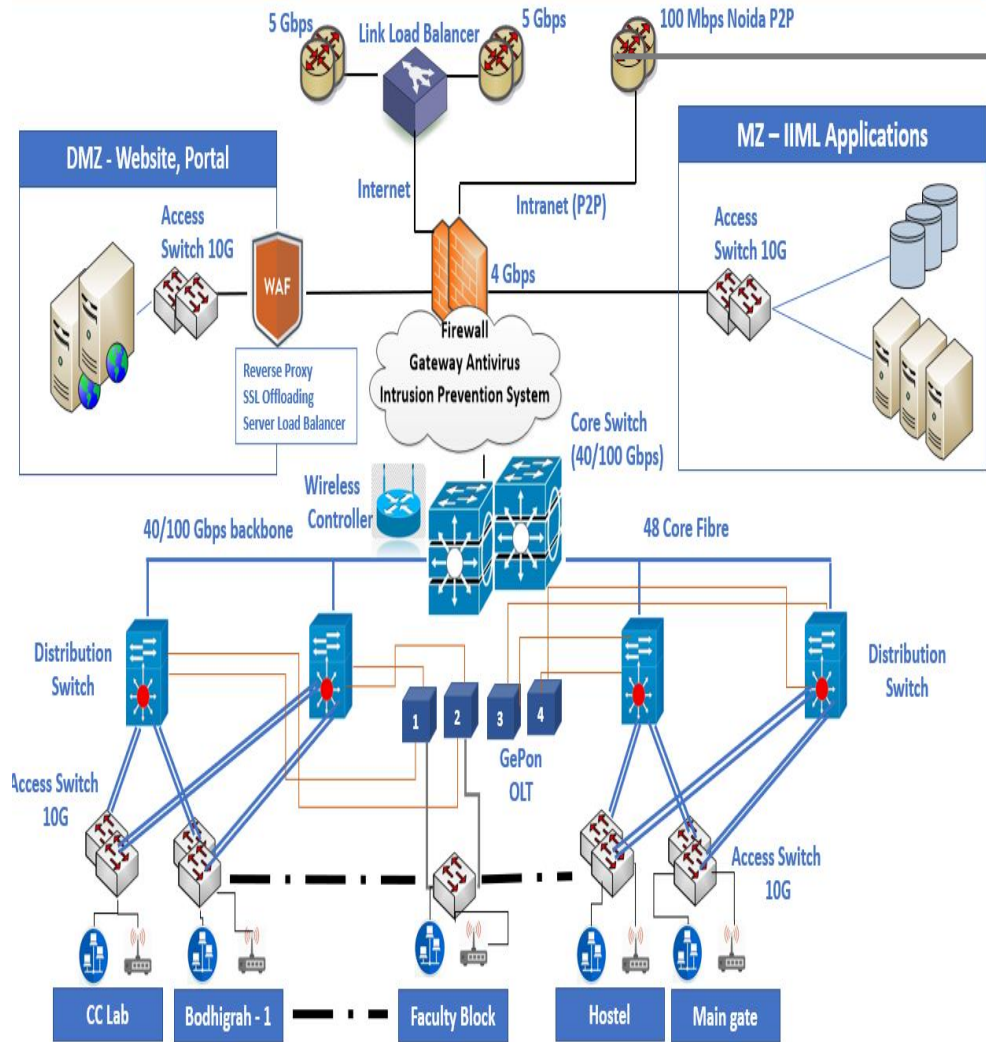 5 Gbps
Link Load Balancer
5 Gbps
100 Mbps Noida P2P
DMZ - Website, Portal
MZ – IIML Applications
Internet
Intranet (P2P)
Access
Switch 10G
WAF
4 Gbps
Access
Switch 10G
Reverse Proxy
SSL Offloading
Server Load Balancer
Firewall
Gateway Antivirus
Intrusion Prevention System
Core Switch
(40/100 Gbps)
Wireless
Controller
40/100 Gbps backbone
48 Core Fibre
Distribution
Switch
Distribution
Switch
1
2
3
4
GePon
OLT
Access Switch
10G
Access Switch
10G
CC Lab
Bodhigrah - 1
Faculty Block
Hostel
Main gate